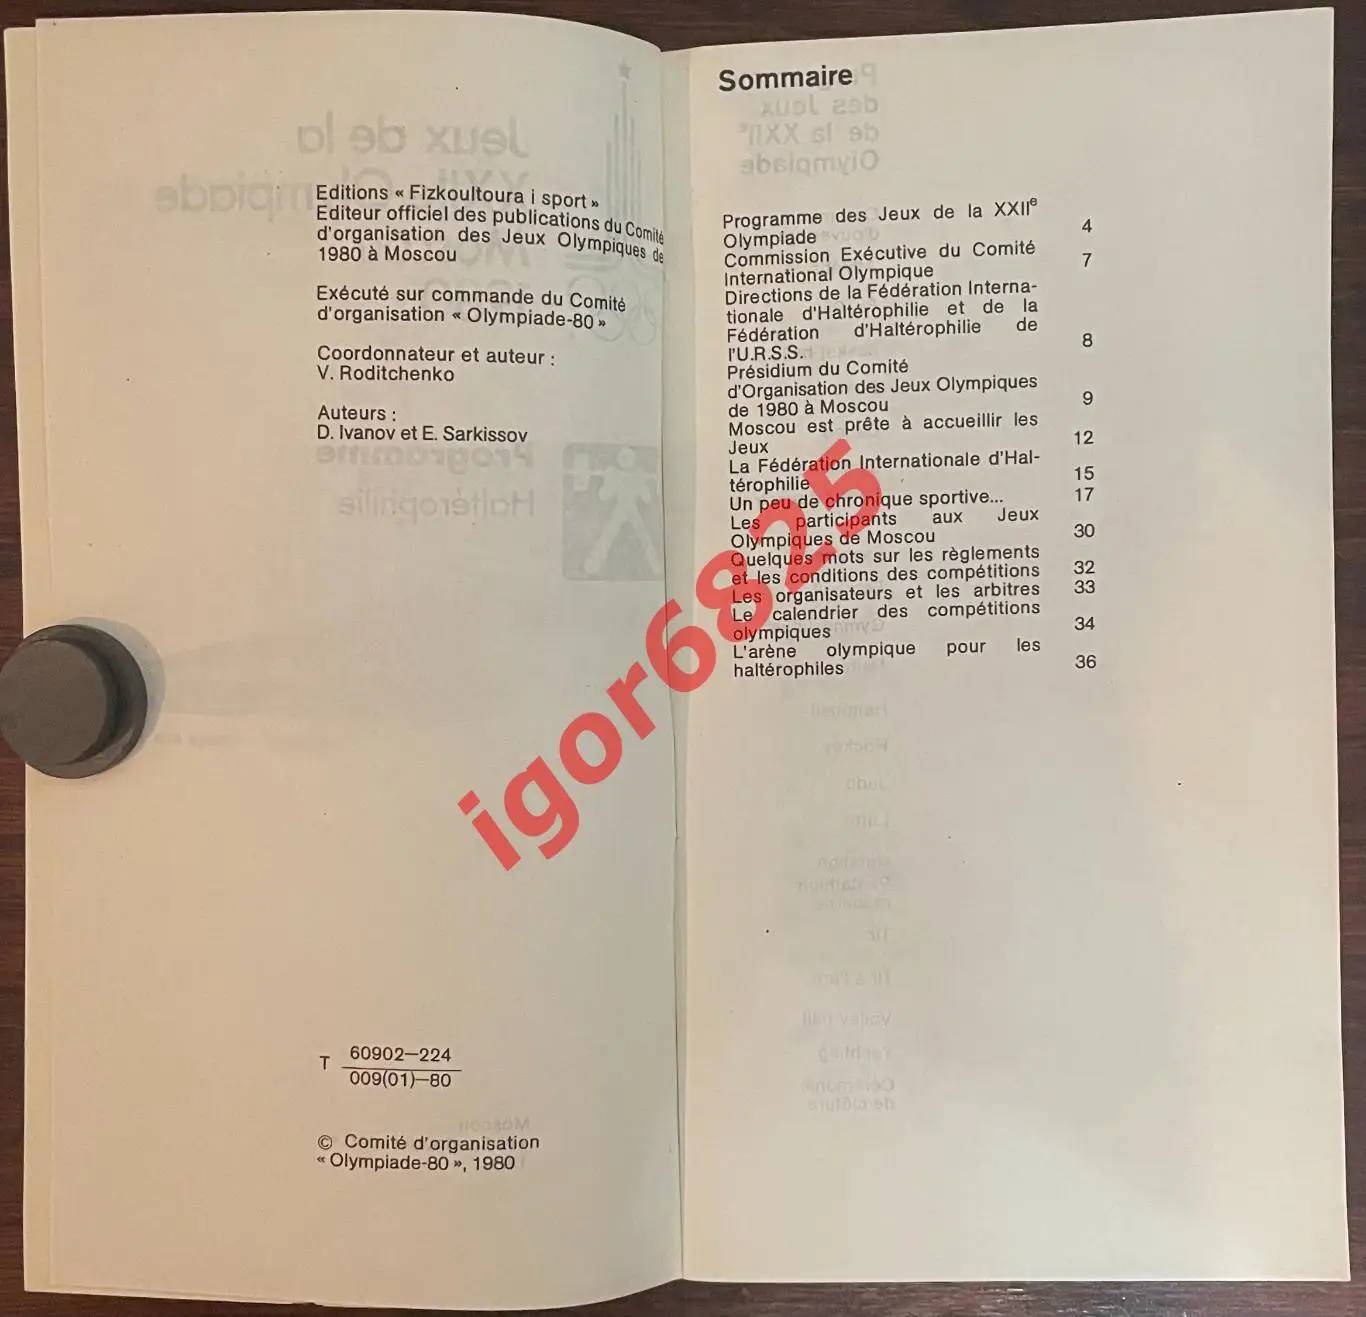 Editions « Fizkoultoura i sport »
Editeur officiel des publications du Comité
d'organisation des Jeux Olympiques de
1980 à Moscou
Exécuté sur commande du Comité
d'organisation « Olympiade-80 »
Coordonnateur et auteur :
V. Roditchenko
Auteurs :
D. Ivanov et E. Sarkissov
T 60902—224
009(01)—80
© Comité d'organisation
« Olympiade-80 », 1980
Sommaire
Programme des Jeux de la XXIIe
Olympiade 4
Commission Exécutive du Comité
International Olympique 7
Directions de la Fédération Interna-
tionale d'Haltérophilie et de la
Fédération d'Haltérophilie de
l'U.R.S.S. 8
Présidium du Comité
d'Organisation des Jeux Olympiques
de 1980 à Moscou 9
Moscou est prête à accueillir les
Jeux 12
La Fédération Internationale d'Hal-
térophilie 15
Un peu de chronique sportive... 17
Les participants aux Jeux
Olympiques de Moscou 30
Quelques mots sur les règlements
et les conditions des compétitions 32
Les organisateurs et les arbitres 33
Le calendrier des compétitions
olympiques 34
L'arène olympique pour les
haltérophiles 36
igor6825